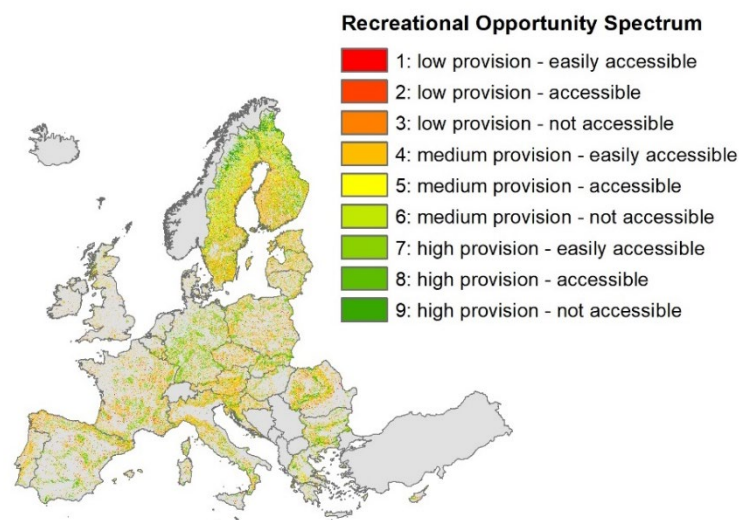 Recreational Opportunity Spectrum
1: low provision - easily accessible
2: low provision - accessible
3: low provision - not accessible
4: medium provision - easily accessible
5: medium provision - accessible
6: medium provision - not accessible
7: high provision - easily accessible
8: high provision - accessible
9: high provision - not accessible